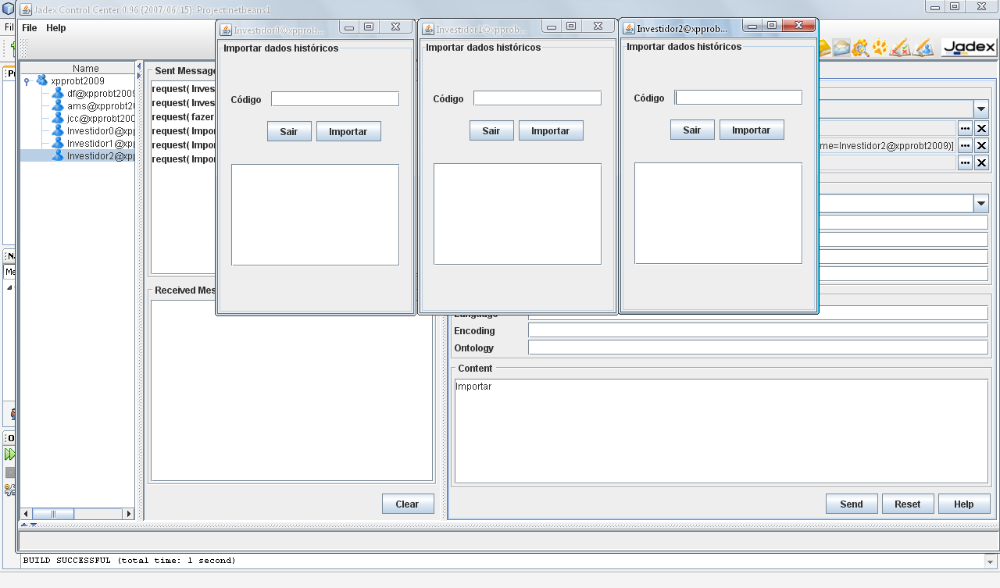 Jadex Control Center 0.96 (2007/06/15): Project netbeans1
File Help
Jadex
Name
xpprobt2009
df@xpprobt2009
ams@xpprobt2
jcc@xpprobt20
Investidor0@xp
Investidor1@xp
Investidor2@xpp
Sent Message
request( Inves
request( Inves
request( fazer
request( Impor
request( Impor
request( Impor
Received Mes
Clear
Investidor0@xpprob...
Importar dados históricos
Código
Sair Importar
Investidor1@xpprob...
Importar dados históricos
Código
Sair Importar
Investidor2@xpprob...
Importar dados históricos
Código
Sair Importar
me=Investidor2@xpprobt2009)]
Language
Encoding
Ontology
Content
Importar
Send Reset Help
BUILD SUCCESSFUL (total time: 1 second)